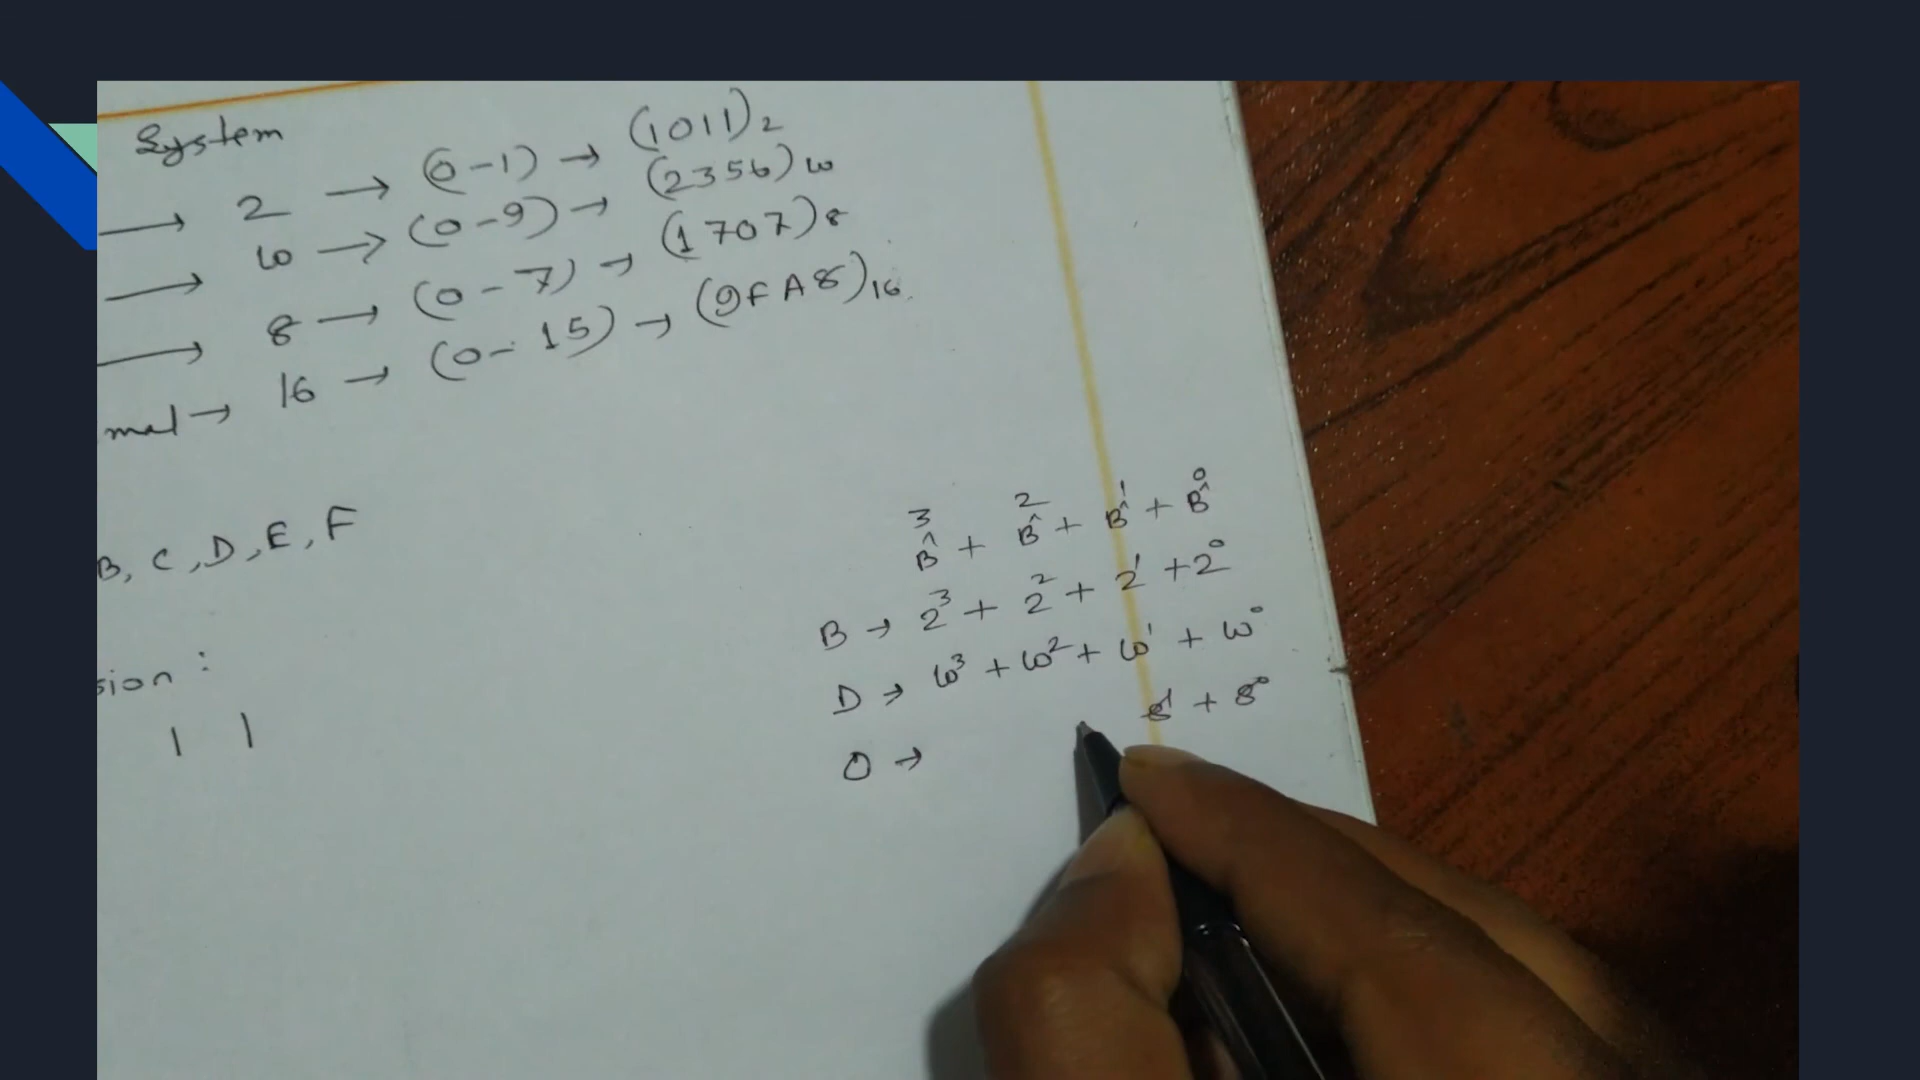 System
→ 2 → (0-1) → (1011)2
→ 10 → (0-9) → (2356)10
→ 8 → (0-7) → (1707)8
mal → 16 → (0-15) → (9FA8)16
B, C, D, E, F
B^3 + B^2 + B^1 + B^0
B → 2^3 + 2^2 + 2^1 + 2^0
sion :
D → 10^3 + 10^2 + 10^1 + 10^0
1 1
O → 8^1 + 8^0